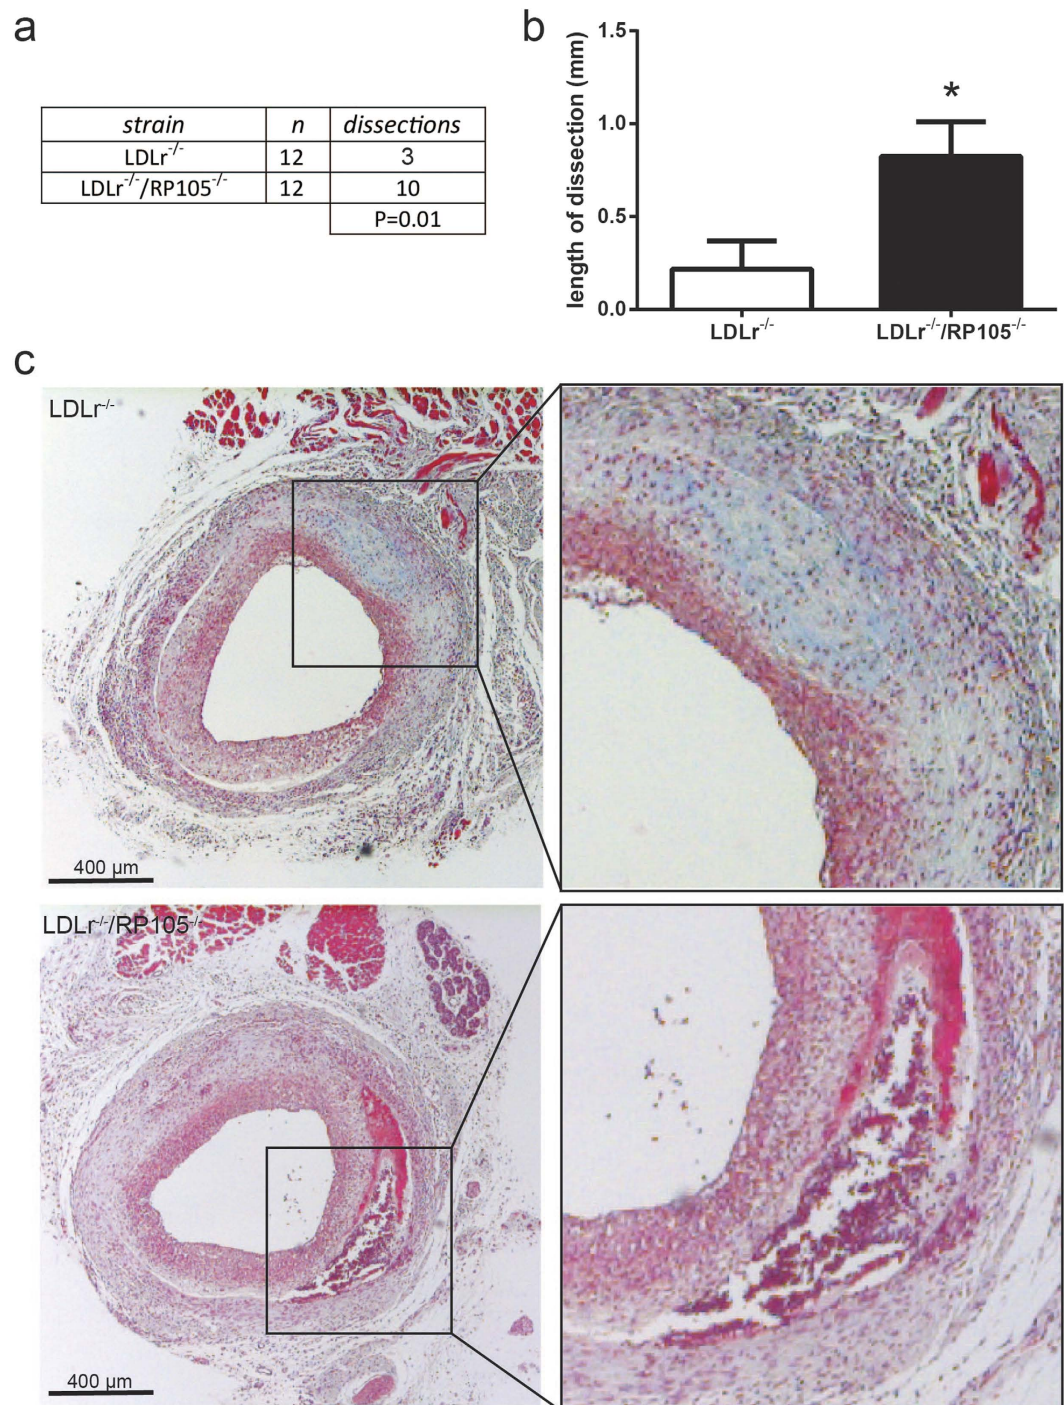 a
strain n dissections
LDLr-/- 12 3
LDLr-/-/RP105-/- 12 10
P=0.01
b
length of dissection (mm)
1.5
1.0
0.5
0.0
*
LDLr-/- LDLr-/-/RP105-/-
c
LDLr-/-
400 µm
LDLr-/-/RP105-/-
400 µm